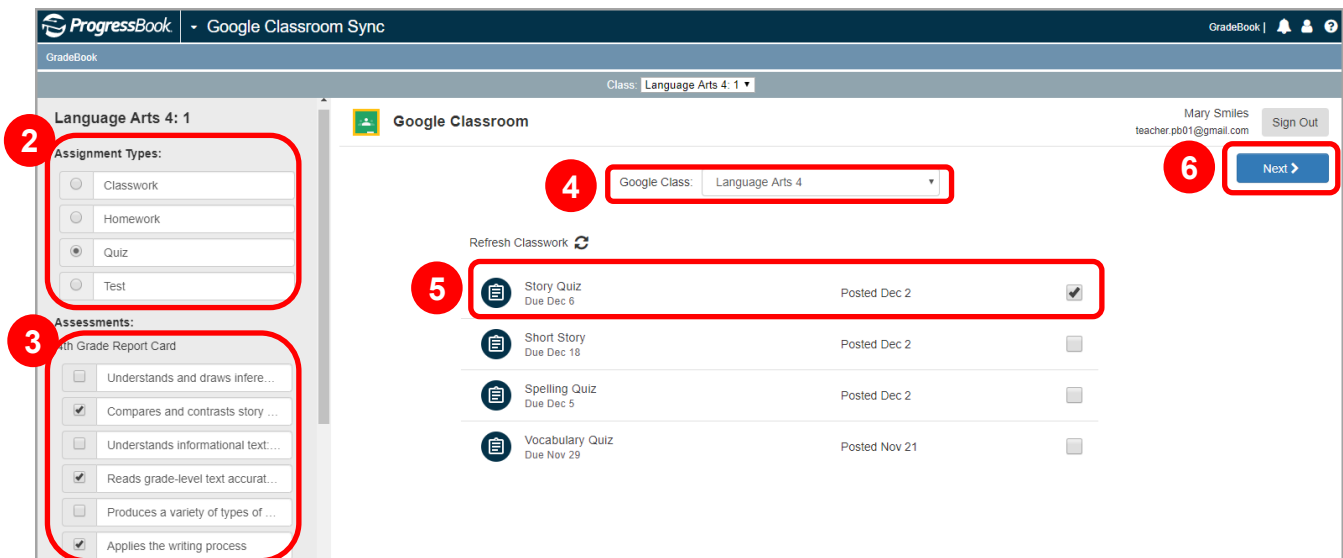 ProgressBook Google Classroom Sync GradeBook |
GradeBook
Class: Language Arts 4: 1
Language Arts 4: 1
2
Assignment Types:
Classwork
Homework
Quiz
Test
3
Assessments:
4th Grade Report Card
Understands and draws infere...
Compares and contrasts story ...
Understands informational text:...
Reads grade-level text accurat...
Produces a variety of types of ...
Applies the writing process
Google Classroom
Mary Smiles
teacher.pb01@gmail.com
Sign Out
4
Google Class: Language Arts 4
6
Next
Refresh Classwork
5
Story Quiz
Due Dec 6
Posted Dec 2
Short Story
Due Dec 18
Posted Dec 2
Spelling Quiz
Due Dec 5
Posted Dec 2
Vocabulary Quiz
Due Nov 29
Posted Nov 21